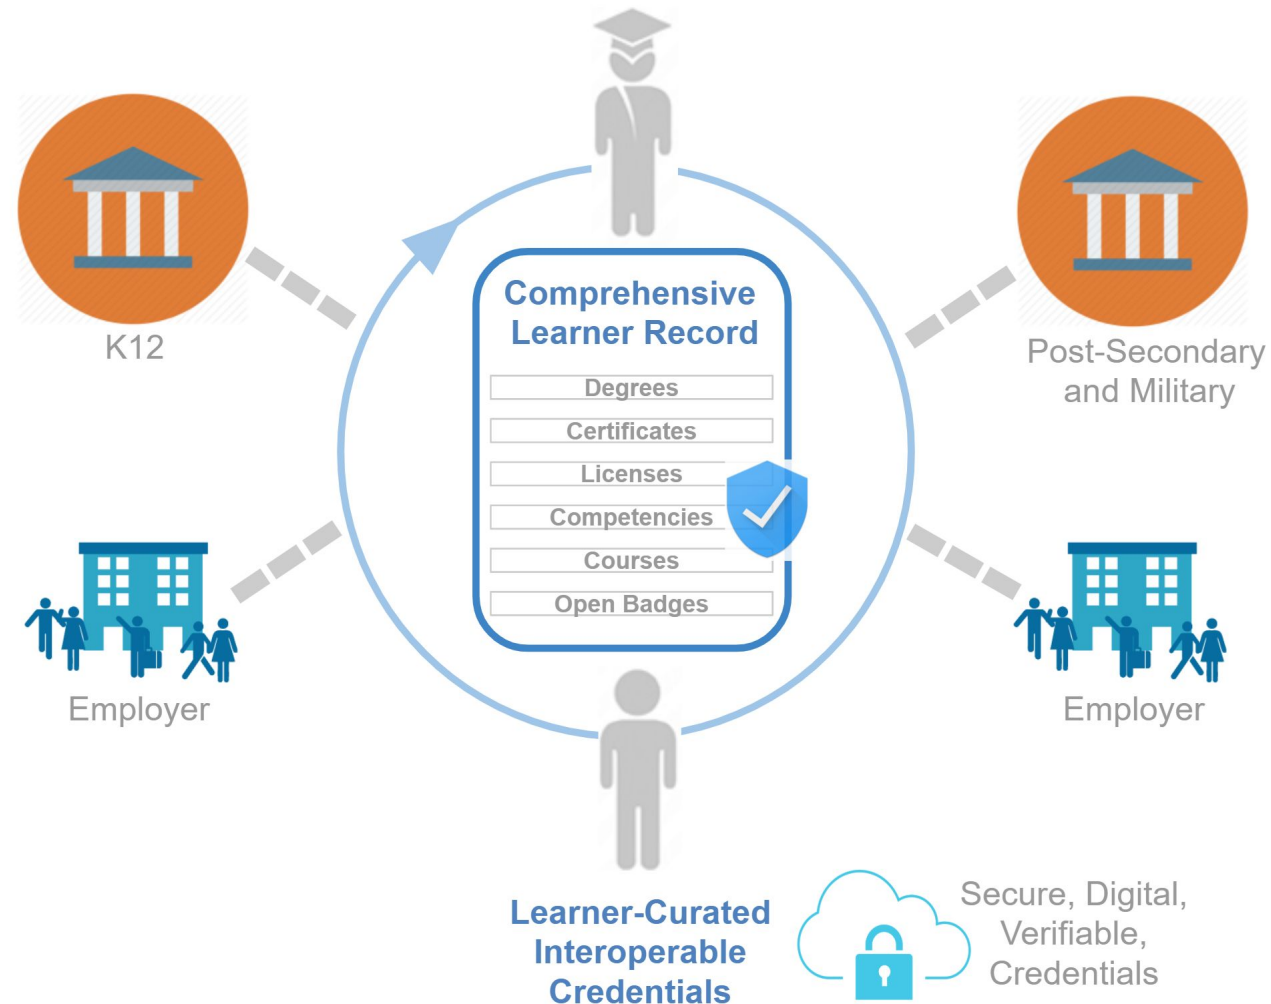 Comprehensive
Learner Record
Degrees
Certificates
Licenses
Competencies
Courses
Open Badges
K12
Post-Secondary
and Military
Employer
Employer
Learner-Curated
Interoperable
Credentials
Secure, Digital,
Verifiable,
Credentials